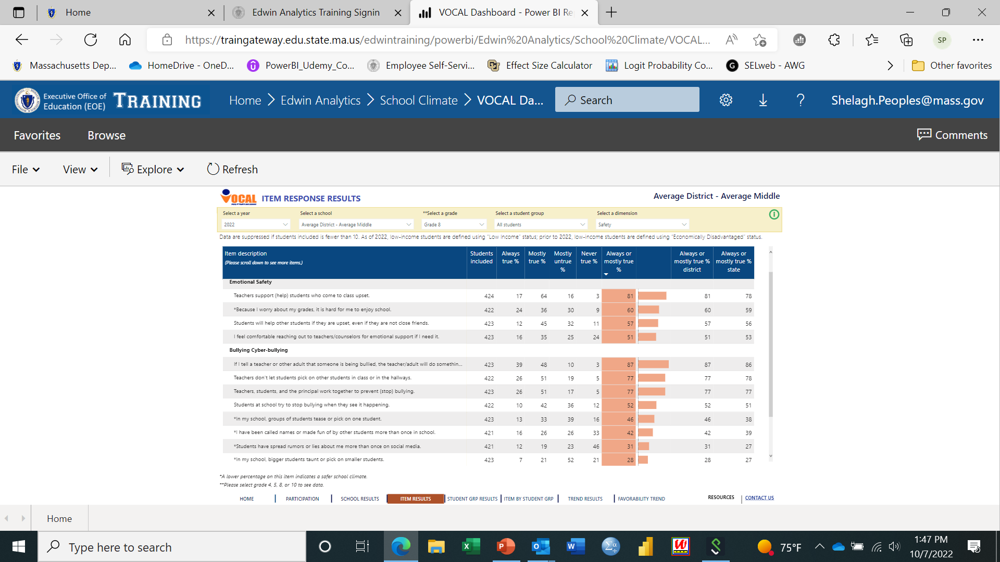 Home
Edwin Analytics Training Signin
VOCAL Dashboard - Power BI Re
https://traingateway.edu.state.ma.us/edwintraining/powerbi/Edwin%20Analytics/School%20Climate/VOCAL...
SP
Massachusetts Dep...
HomeDrive - OneD...
PowerBI_Udemy_Co...
Employee Self-Servi...
Effect Size Calculator
Logit Probability Co...
SELweb - AWG
Other favorites
Executive Office of
Education (EOE)
TRAINING
Home > Edwin Analytics > School Climate > VOCAL Da...
Search
Shelagh.Peoples@mass.gov
Favorites Browse
Comments
File View Explore Refresh
VOCAL
ITEM RESPONSE RESULTS
Average District - Average Middle
Select a year Select a school **Select a grade Select a student group Select a dimension
2022 Average District - Average Middle Grade 8 All students Safety
Data are suppressed if students included is fewer than 10. As of 2022, low-income students are defined using "Low Income" status; prior to 2022, low-income students are defined using "Economically Disadvantaged" status.
Item description
(Please scroll down to see more items.)
Students included
Always true %
Mostly true %
Mostly untrue %
Never true %
Always or mostly true %
Always or mostly true % district
Always or mostly true % state
Emotional Safety
Teachers support (help) students who come to class upset. 424 17 64 16 3 81 81 78
*Because I worry about my grades, it is hard for me to enjoy school. 422 24 36 30 9 60 60 59
Students will help other students if they are upset, even if they are not close friends. 423 12 45 32 11 57 57 56
I feel comfortable reaching out to teachers/counselors for emotional support if I need it. 423 16 35 25 24 51 51 53
Bullying Cyber-bullying
If I tell a teacher or other adult that someone is being bullied, the teacher/adult will do somethin... 423 39 48 10 3 87 87 86
Teachers don't let students pick on other students in class or in the hallways. 422 26 51 19 5 77 77 78
Teachers, students, and the principal work together to prevent (stop) bullying. 423 26 51 17 5 77 77 77
Students at school try to stop bullying when they see it happening. 422 10 42 36 12 52 52 51
*In my school, groups of students tease or pick on one student. 423 13 33 39 16 46 46 38
*I have been called names or made fun of by other students more than once in school. 421 16 26 26 33 42 42 39
*Students have spread rumors or lies about me more than once on social media. 421 12 19 23 46 31 31 27
*In my school, bigger students taunt or pick on smaller students. 423 7 21 52 21 28 28 27
*A lower percentage on this item indicates a safer school climate.
**Please select grade 4, 5, 8, or 10 to see data.
HOME PARTICIPATION SCHOOL RESULTS ITEM RESULTS STUDENT GRP RESULTS ITEM BY STUDENT GRP TREND RESULTS FAVORABILITY TREND RESOURCES CONTACT US
Home
Type here to search
75°F
1:47 PM
10/7/2022